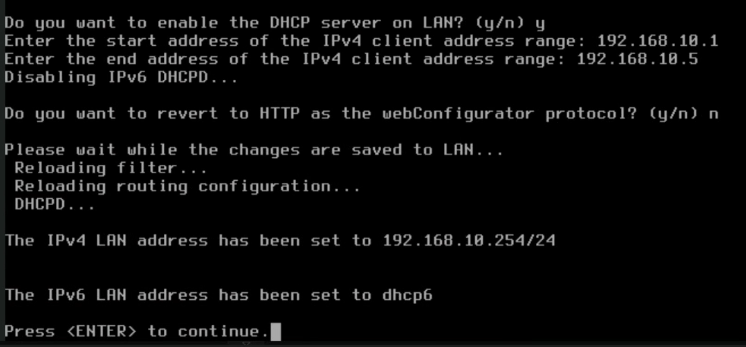 Do you want to enable the DHCP server on LAN? (y/n) y
Enter the start address of the IPv4 client address range: 192.168.10.1
Enter the end address of the IPv4 client address range: 192.168.10.5
Disabling IPv6 DHCPD...
Do you want to revert to HTTP as the webConfigurator protocol? (y/n) n
Please wait while the changes are saved to LAN...
Reloading filter...
Reloading routing configuration...
DHCPD...
The IPv4 LAN address has been set to 192.168.10.254/24
The IPv6 LAN address has been set to dhcp6
Press <ENTER> to continue.